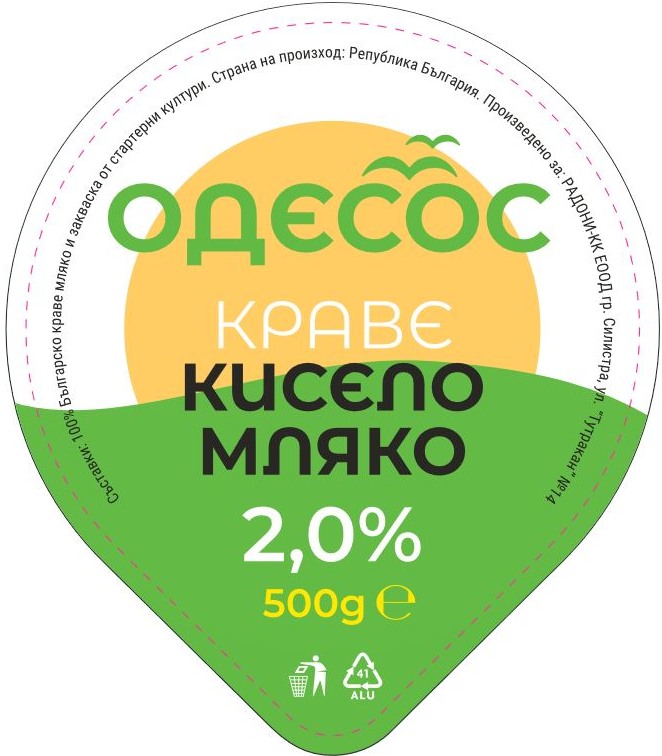 Съставки: 100% Българско краве мляко и закваска от стартерни култури. Страна на произход: Република България. Произведено за: РАДОНИ-КК ЕООД гр. Силистра, ул. "Тутракан" №14
ОДЕСОС
КРАВЕ
КИСЕЛО
МЛЯКО
2,0%
500g ℮
41
ALU